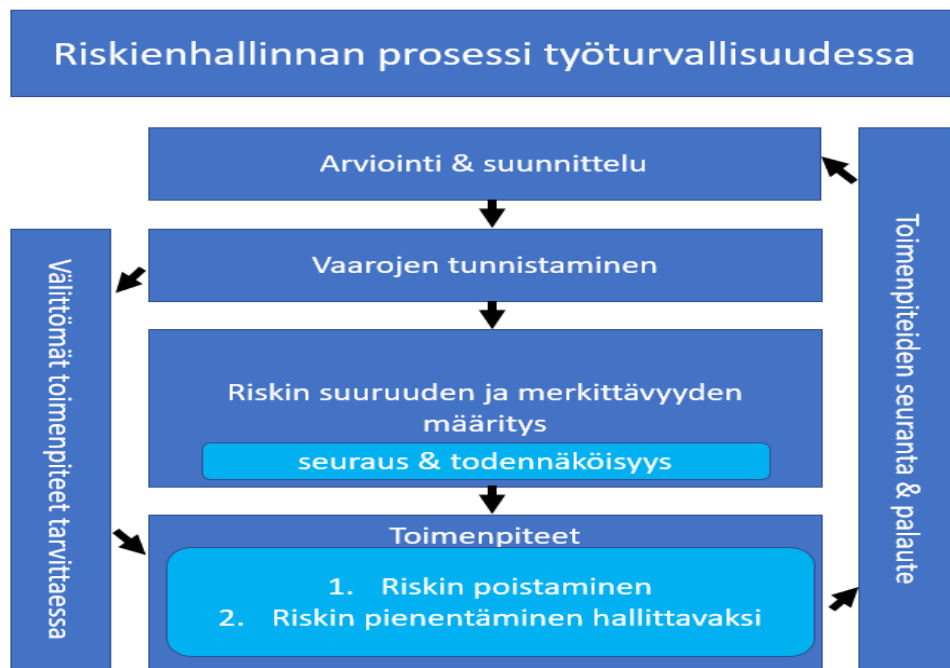 Riskienhallinnan prosessi työturvallisuudessa
Arviointi & suunnittelu
Vaarojen tunnistaminen
Riskin suuruuden ja merkittävyyden
määritys
seuraus & todennäköisyys
Toimenpiteet
1. Riskin poistaminen
2. Riskin pienentäminen hallittavaksi
Välittömät toimenpiteet tarvittaessa
Toimenpiteiden seuranta & palaute